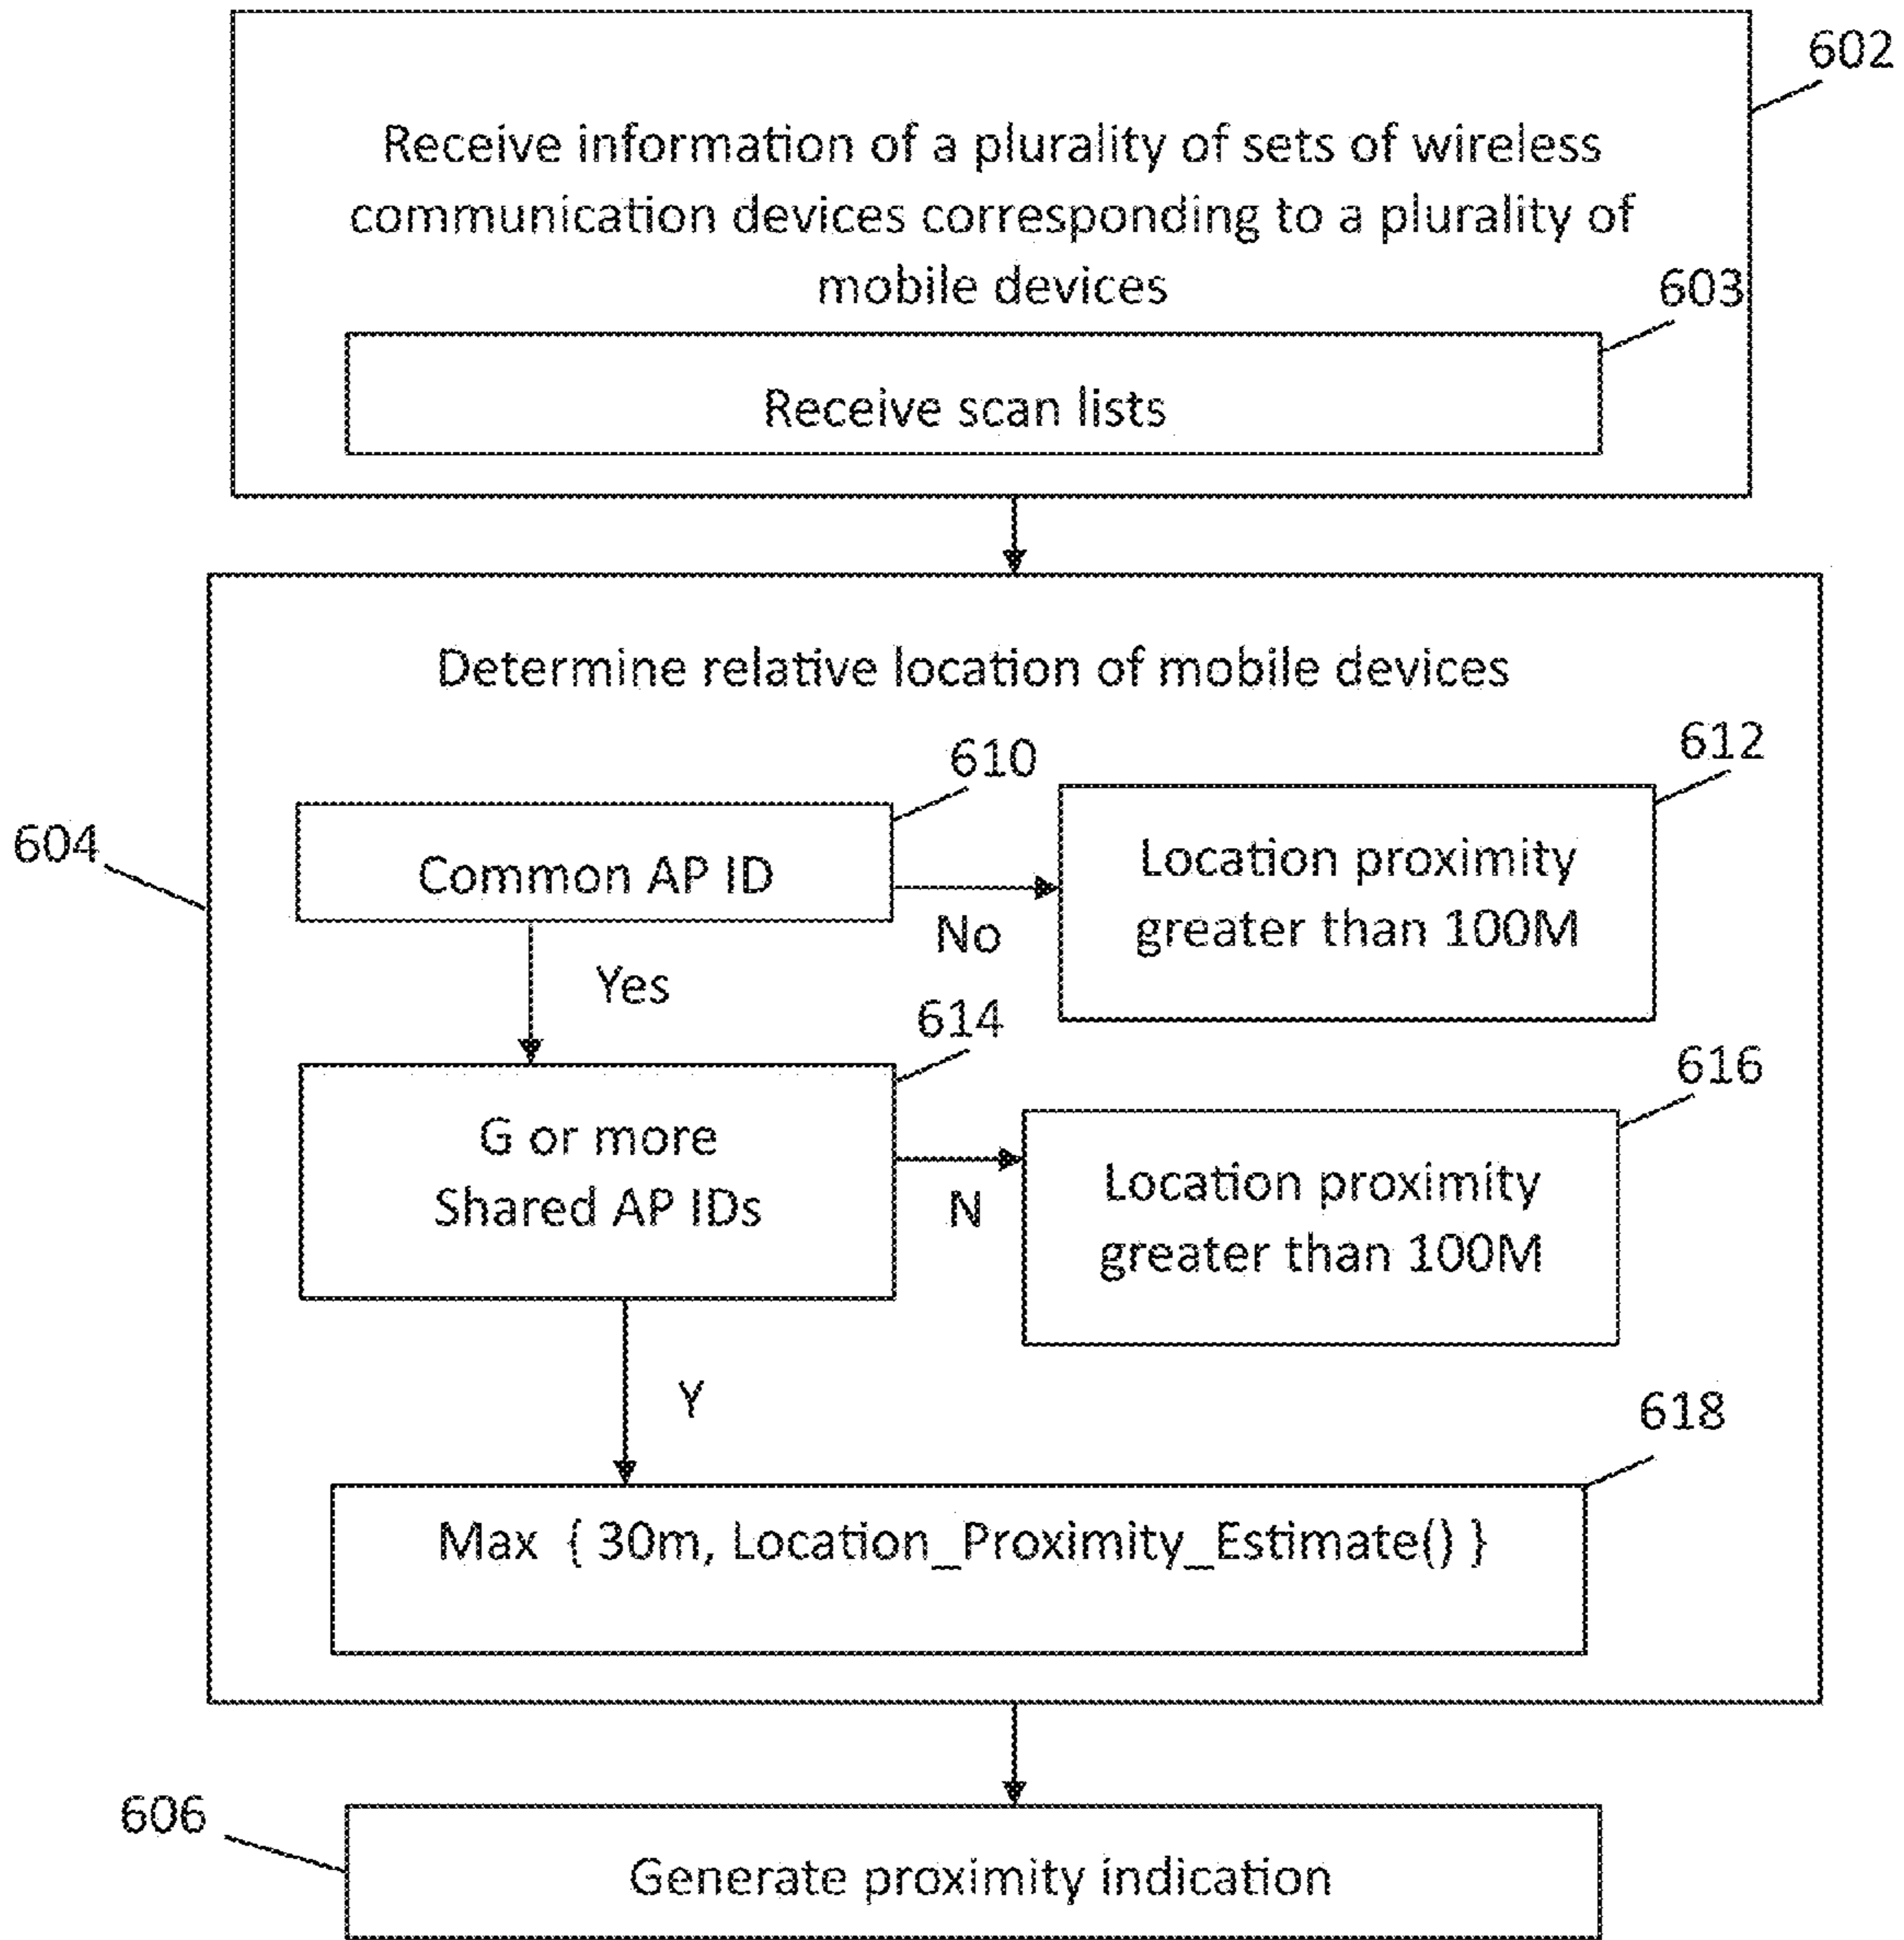 602
Receive information of a plurality of sets of wireless
communication devices corresponding to a plurality of
mobile devices
603
Receive scan lists
Determine relative location of mobile devices
604
610
Common AP ID
612
Location proximity
greater than 100M
No
Yes
614
G or more
Shared AP IDs
616
Location proximity
greater than 100M
N
Y
618
Max { 30m, Location_Proximity_Estimate() }
606
Generate proximity indication